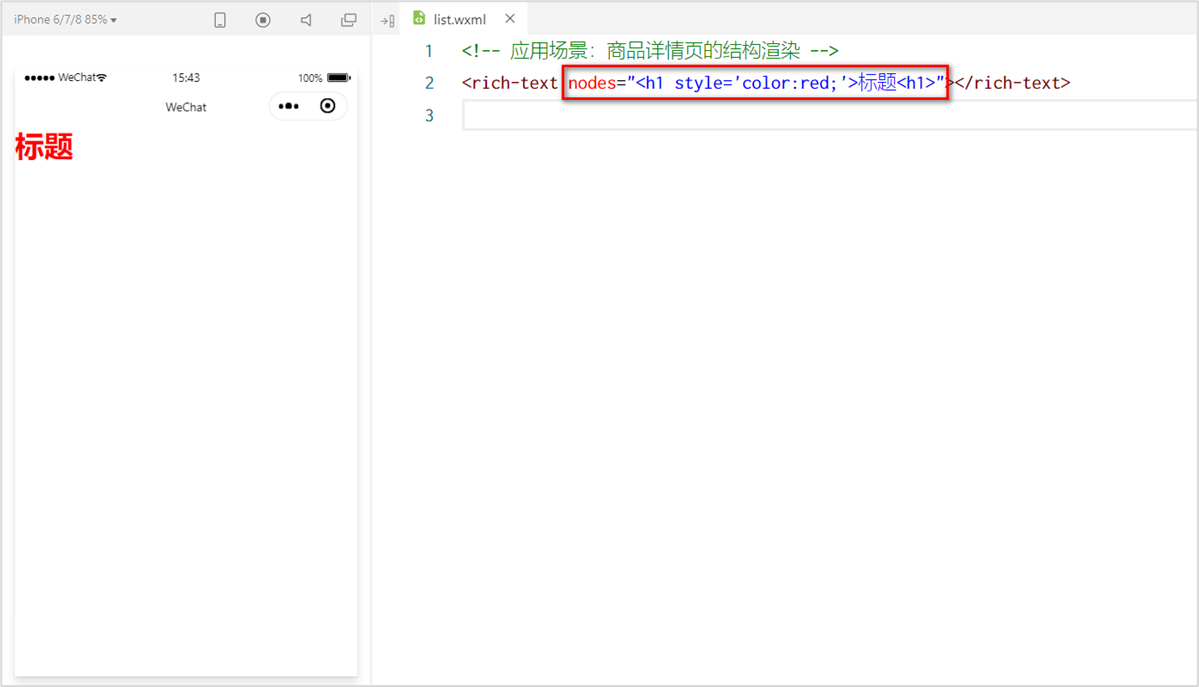 iPhone 6/7/8 85%
list.wxml
WeChat 15:43 100%
WeChat
标题
1 <!-- 应用场景：商品详情页的结构渲染 -->
2 <rich-text nodes="<h1 style='color:red;'>标题<h1>"></rich-text>
3